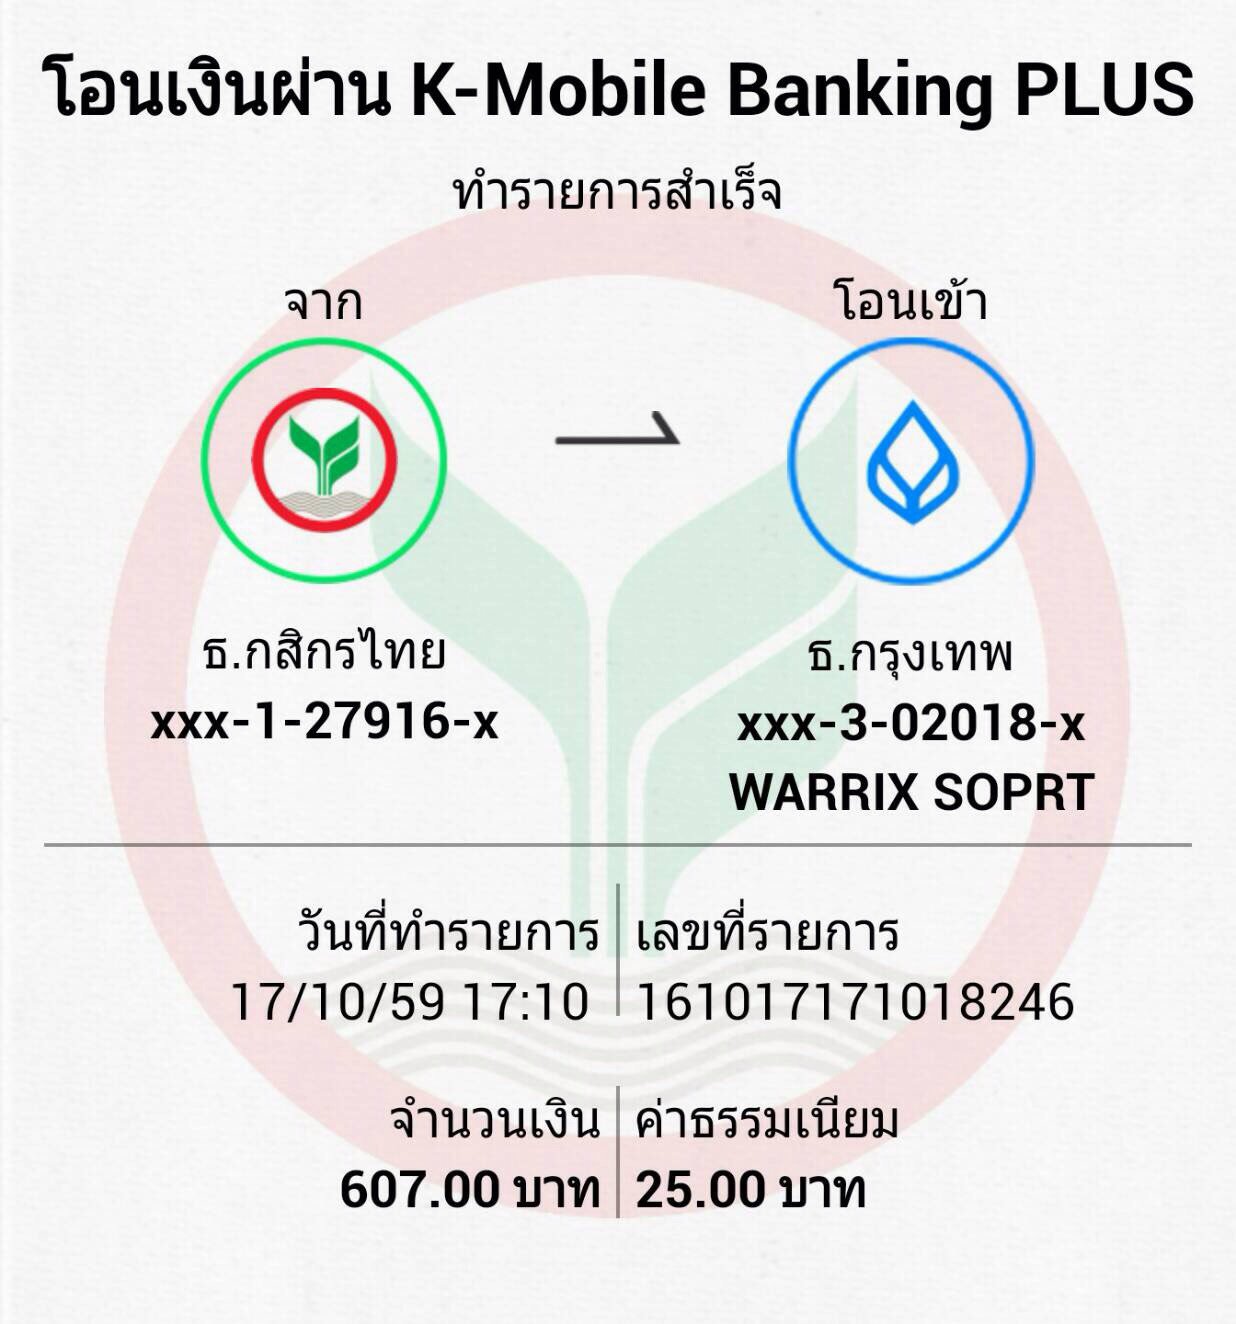 โอนเงินผ่าน K-Mobile Banking PLUS
ทำรายการสำเร็จ
จาก
โอนเข้า
ธ.กสิกรไทย
xxx-1-27916-x
ธ.กรุงเทพ
xxx-3-02018-x
WARRIX SOPRT
วันที่ทำรายการ
17/10/59 17:10
เลขที่รายการ
161017171018246
จำนวนเงิน
607.00 บาท
ค่าธรรมเนียม
25.00 บาท